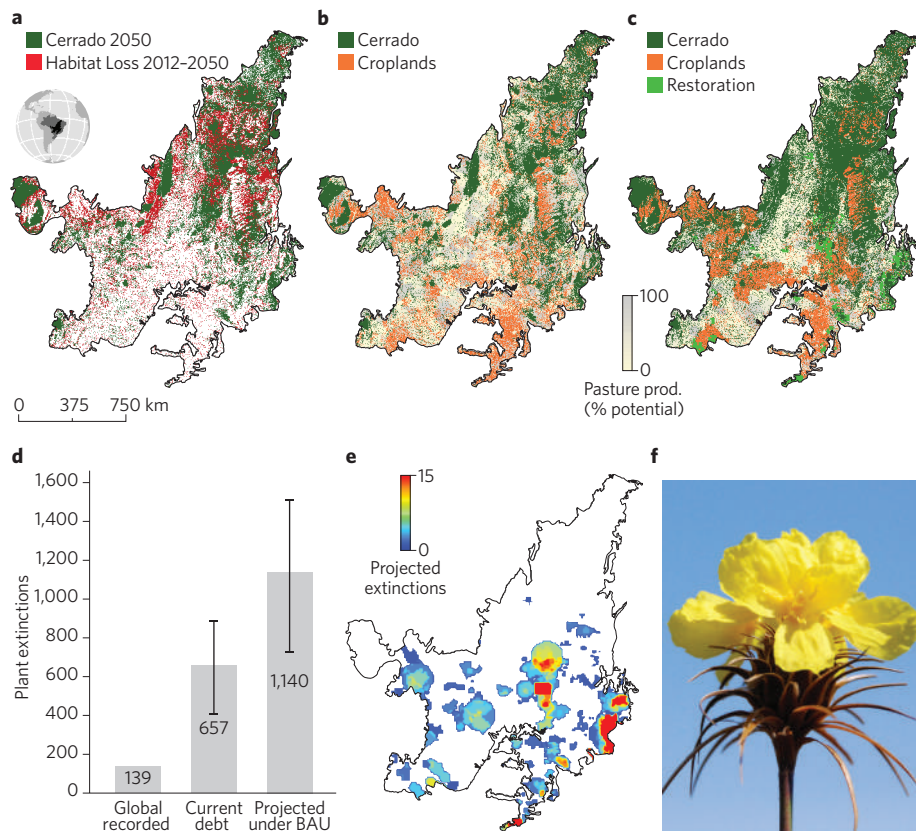 a
Cerrado 2050
Habitat Loss 2012–2050
b
Cerrado
Croplands
c
Cerrado
Croplands
Restoration
100
0
Pasture prod.
(% potential)
0 375 750 km
d
Plant extinctions
1,600
1,400
1,200
1,000
800
600
400
200
0
139
657
1,140
Global
recorded
Current
debt
Projected
under BAU
e
15
0
Projected
extinctions
f